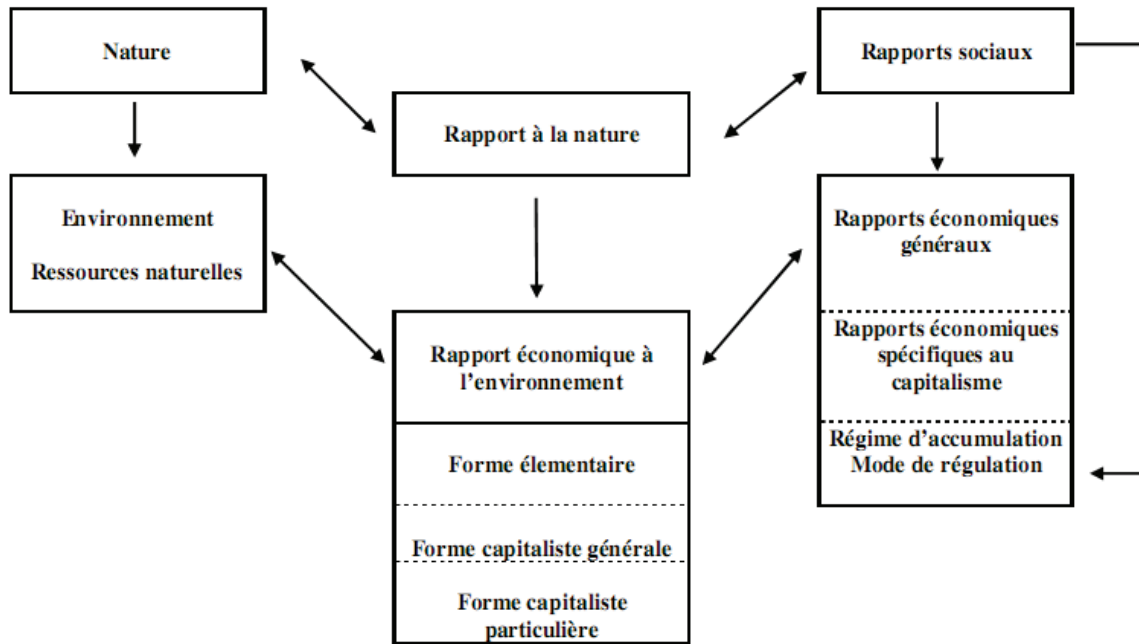 Nature
Rapports sociaux
Rapport à la nature
Environnement
Ressources naturelles
Rapports économiques
généraux
Rapports économiques
spécifiques au
capitalisme
Régime d'accumulation
Mode de régulation
Rapport économique à
l'environnement
Forme élementaire
Forme capitaliste générale
Forme capitaliste
particulière